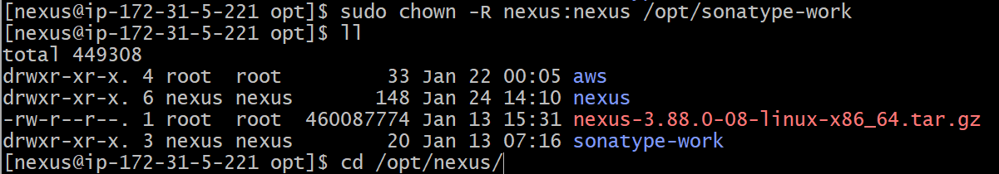 [nexus@ip-172-31-5-221 opt]$ sudo chown -R nexus:nexus /opt/sonatype-work
[nexus@ip-172-31-5-221 opt]$ ll
total 449308
drwxr-xr-x. 4 root  root         33 Jan 22 00:05 aws
drwxr-xr-x. 6 nexus nexus       148 Jan 24 14:10 nexus
-rw-r--r--. 1 root  root  460087774 Jan 13 15:31 nexus-3.88.0-08-linux-x86_64.tar.gz
drwxr-xr-x. 3 nexus nexus        20 Jan 13 07:16 sonatype-work
[nexus@ip-172-31-5-221 opt]$ cd /opt/nexus/